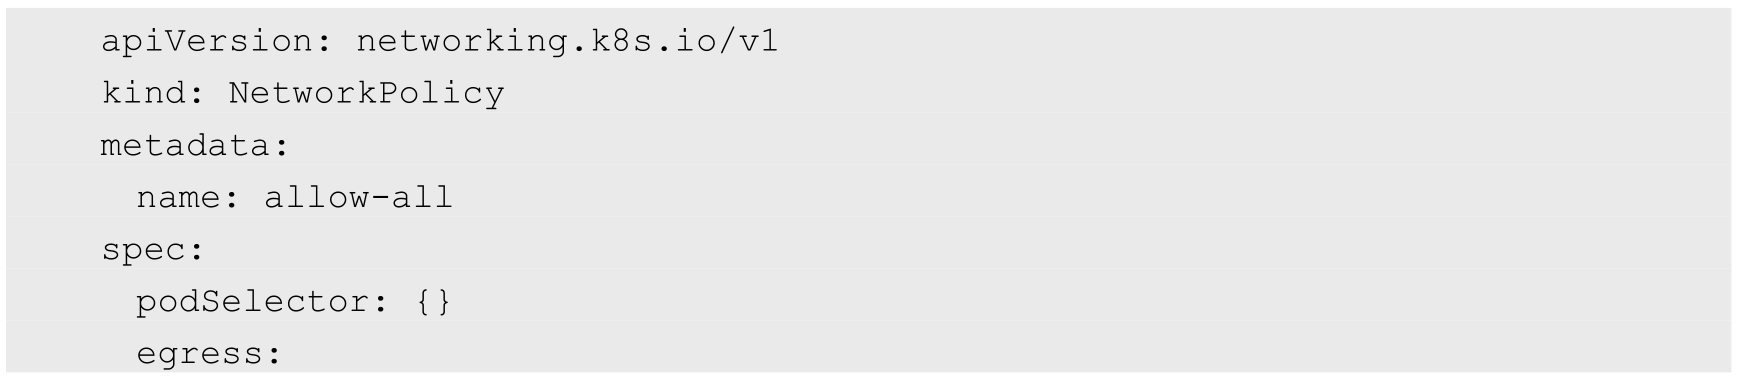 apiVersion: networking.k8s.io/v1
kind: NetworkPolicy
metadata:
  name: allow-all
spec:
  podSelector: {}
  egress: